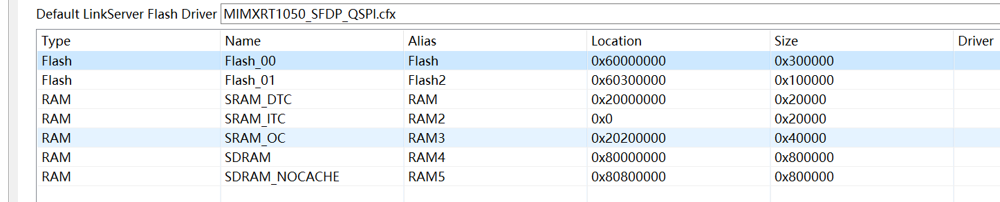 Default LinkServer Flash Driver MIMXRT1050_SFDP_QSPI.cfx
Type Name Alias Location Size Driver
Flash Flash_00 Flash 0x60000000 0x300000
Flash Flash_01 Flash2 0x60300000 0x100000
RAM SRAM_DTC RAM 0x20000000 0x20000
RAM SRAM_ITC RAM2 0x0 0x20000
RAM SRAM_OC RAM3 0x20200000 0x40000
RAM SDRAM RAM4 0x80000000 0x800000
RAM SDRAM_NOCACHE RAM5 0x80800000 0x800000